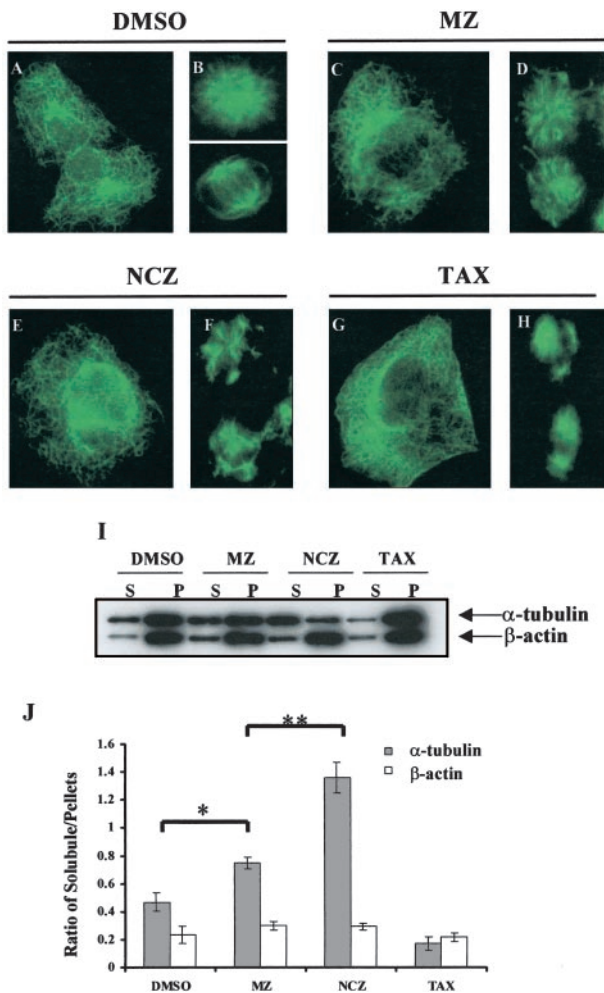 DMSO MZ
A B C D
NCZ TAX
E F G H
I
DMSO MZ NCZ TAX
S P S P S P S P
α-tubulin
β-actin
J
* **
α-tubulin
β-actin
Ratio of Solubule/Pellets
1.6
1.4
1.2
1
0.8
0.6
0.4
0.2
0
DMSO MZ NCZ TAX